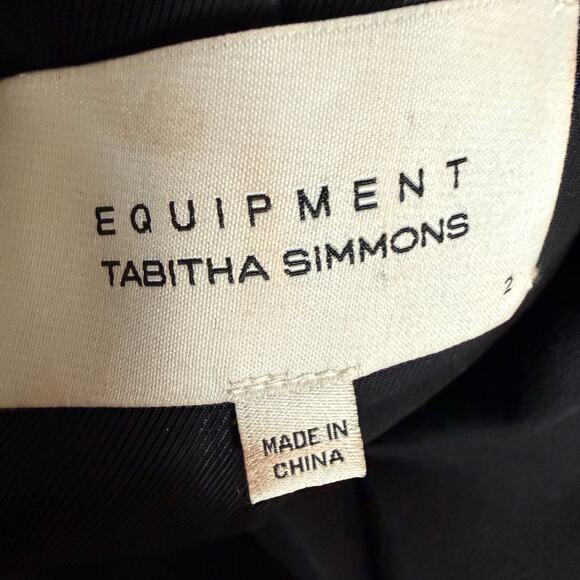 EQUIPMENT
TABITHA SIMMONS
2
MADE IN
CHINA